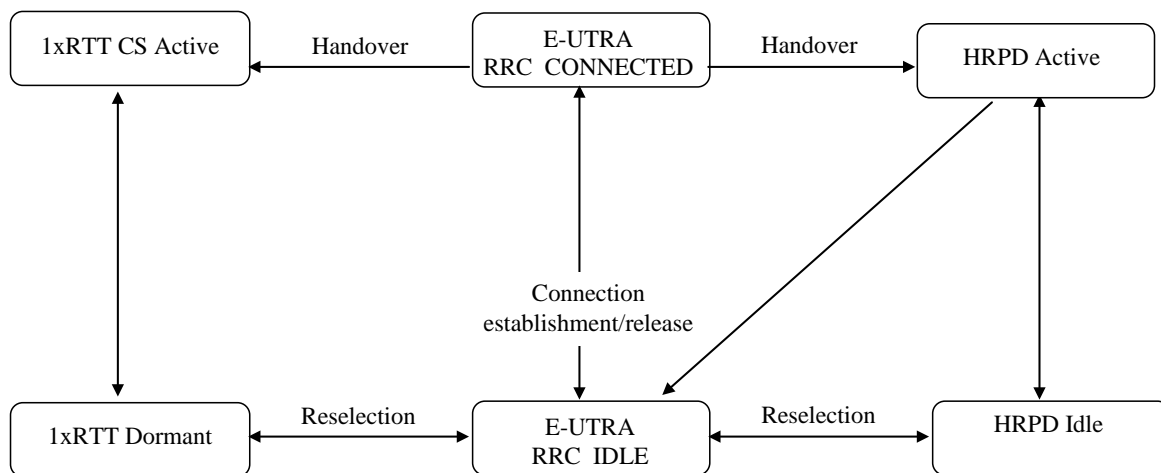 1xRTT CS Active
Handover
E-UTRA
RRC CONNECTED
Handover
HRPD Active
Connection
establishment/release
1xRTT Dormant
Reselection
E-UTRA
RRC IDLE
Reselection
HRPD Idle